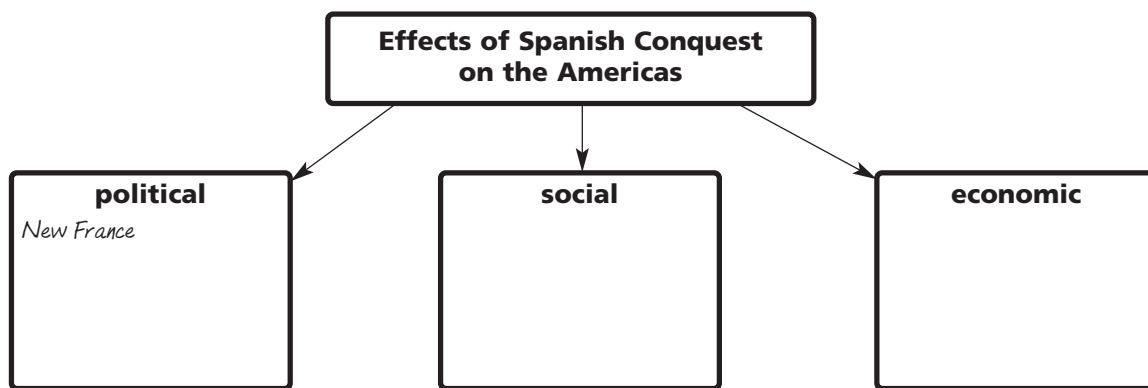 Effects of Spanish Conquest
on the Americas
political
New France
social
economic